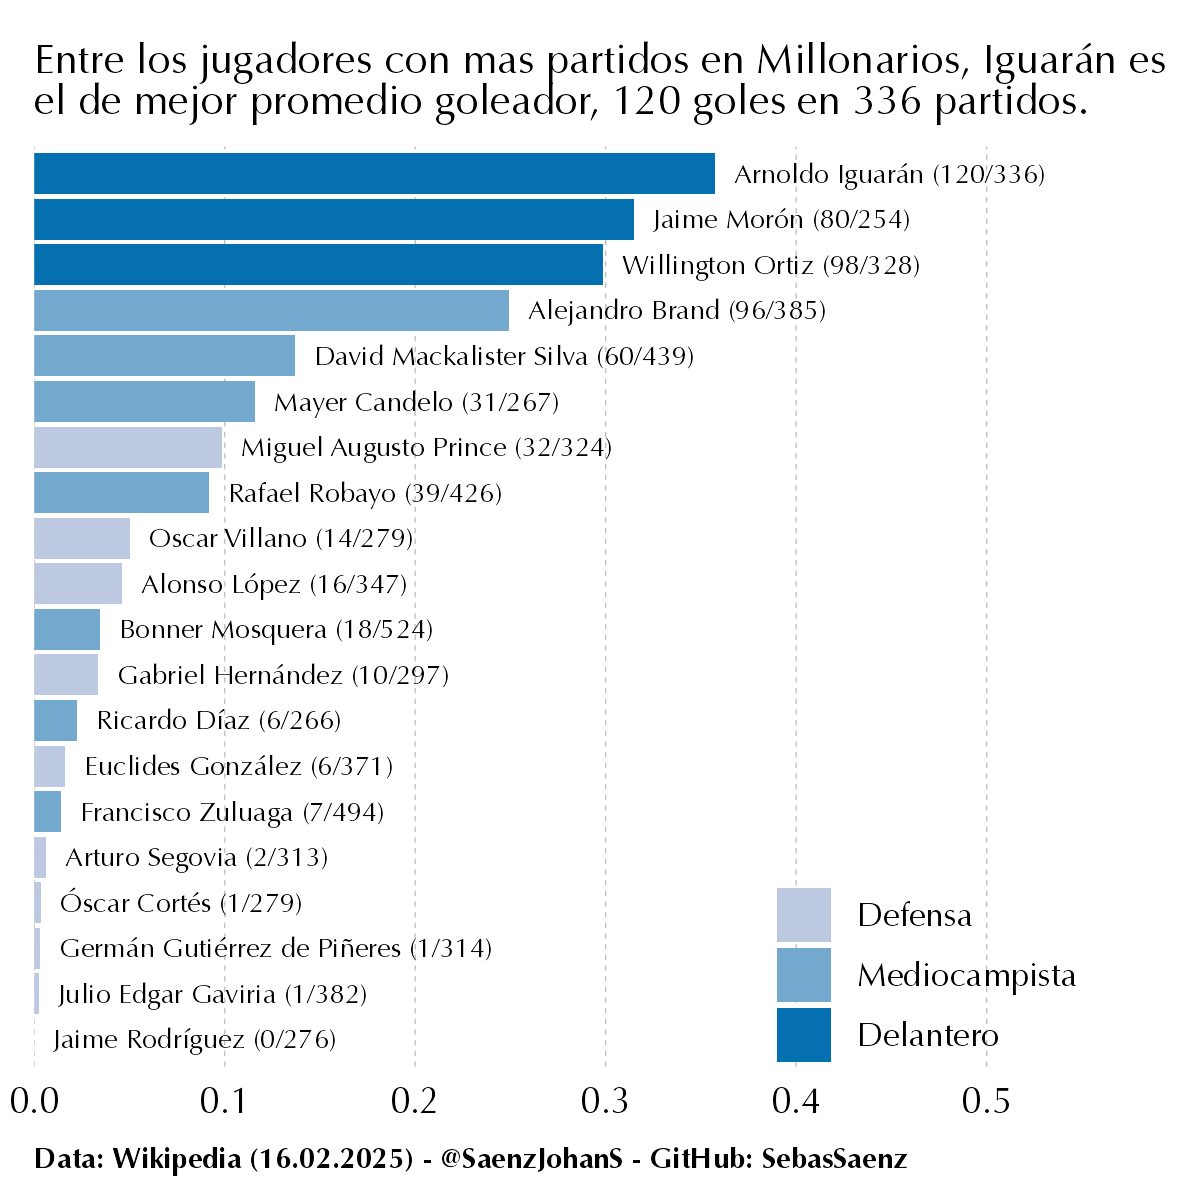 Entre los jugadores con mas partidos en Millonarios, Iguarán es
el de mejor promedio goleador, 120 goles en 336 partidos.
Arnoldo Iguarán (120/336)
Jaime Morón (80/254)
Willington Ortiz (98/328)
Alejandro Brand (96/385)
David Mackalister Silva (60/439)
Mayer Candelo (31/267)
Miguel Augusto Prince (32/324)
Rafael Robayo (39/426)
Oscar Villano (14/279)
Alonso López (16/347)
Bonner Mosquera (18/524)
Gabriel Hernández (10/297)
Ricardo Díaz (6/266)
Euclides González (6/371)
Francisco Zuluaga (7/494)
Arturo Segovia (2/313)
Óscar Cortés (1/279)
Germán Gutiérrez de Piñeres (1/314)
Julio Edgar Gaviria (1/382)
Jaime Rodríguez (0/276)
Defensa
Mediocampista
Delantero
0.0 0.1 0.2 0.3 0.4 0.5
Data: Wikipedia (16.02.2025) - @SaenzJohanS - GitHub: SebasSaenz